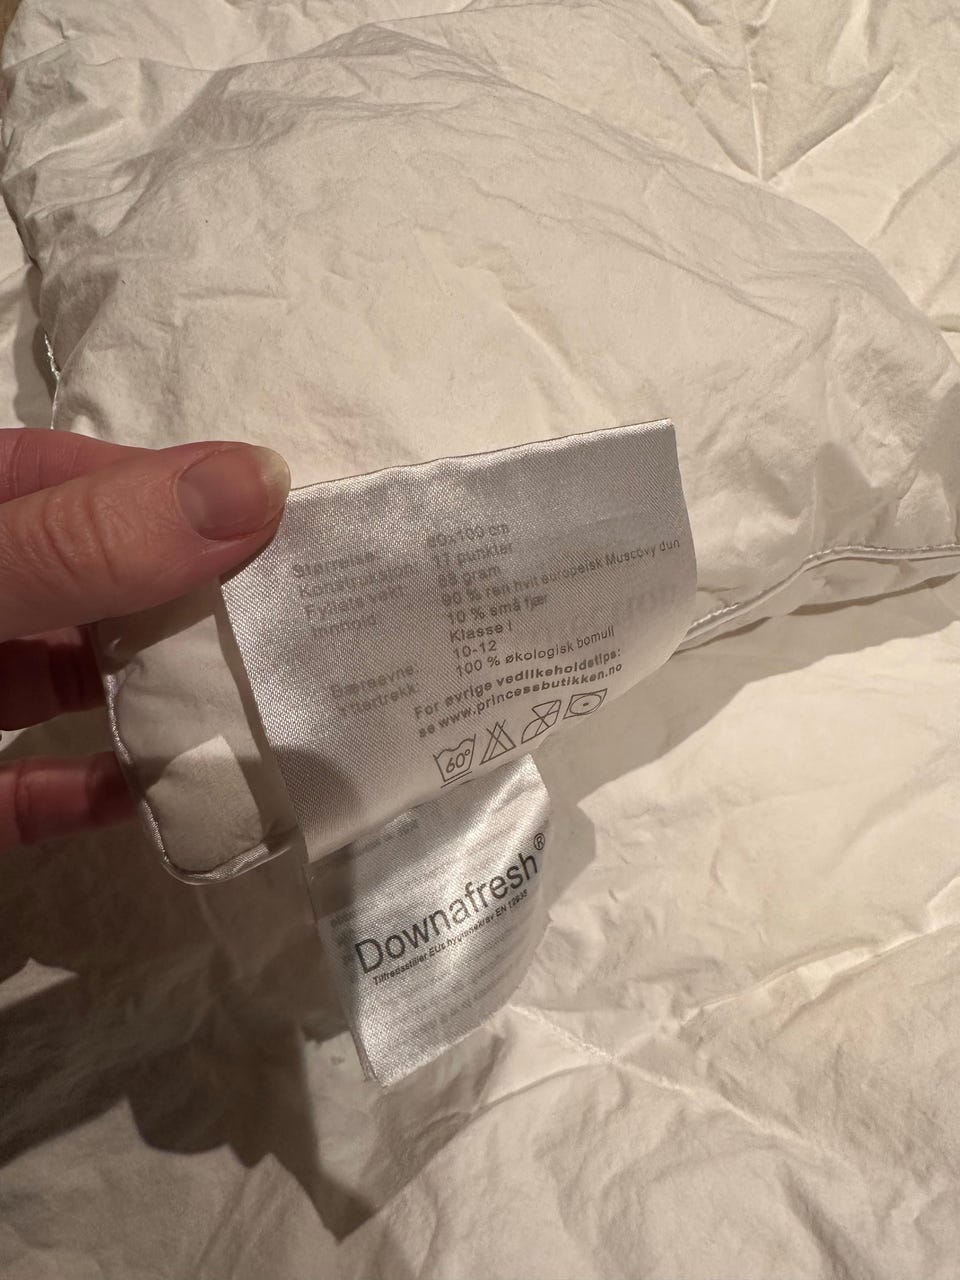 Størrelse: 80x100 cm
Konstruksjon: 17 punkter
Fyllets vekt: 88 gram
Innhold: 90 % ren hvit europeisk Muscovy dun
10 % små fjær
Klasse I
Bæreevne: 10-12
Yttertrekk: 100 % økologisk bomull
For øvrige vedlikeholdstips:
se www.princessbutikken.no
60°
Downafresh®
Tilfredsstiller EUs hygienekrav EN 12935